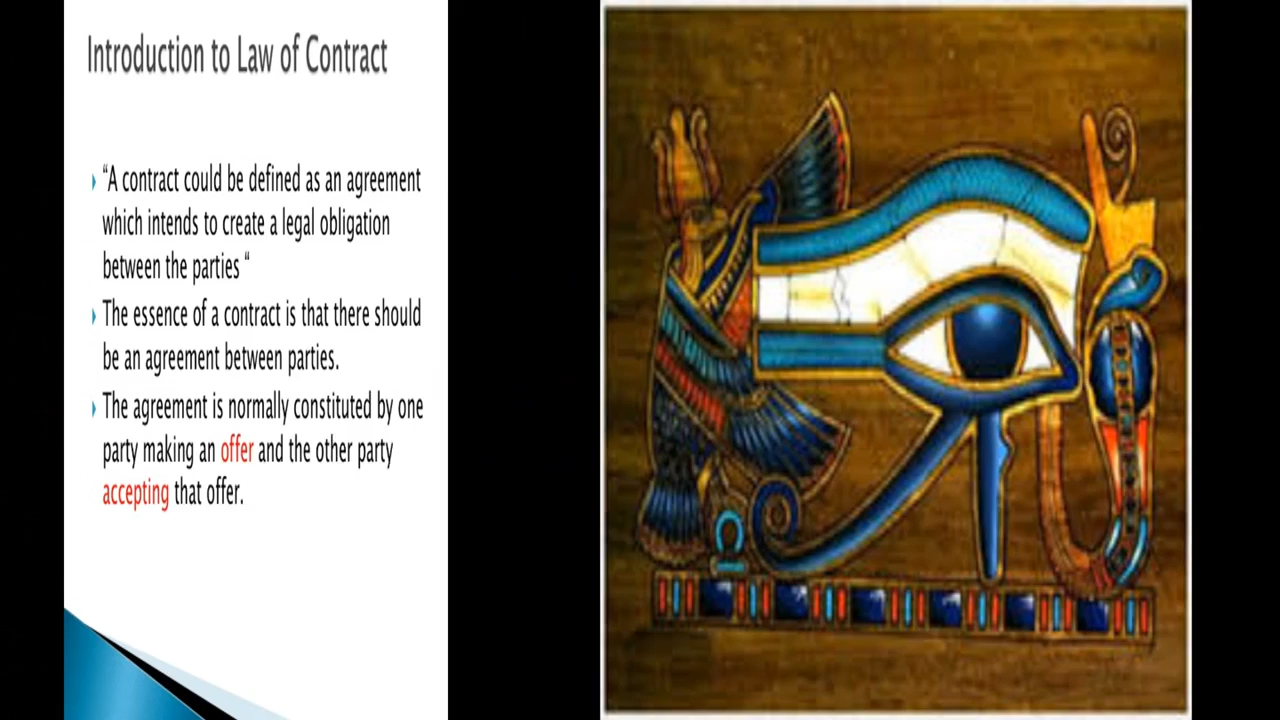 Introduction to Law of Contract
“A contract could be defined as an agreement
which intends to create a legal obligation
between the parties “
The essence of a contract is that there should
be an agreement between parties.
The agreement is normally constituted by one
party making an offer and the other party
accepting that offer.